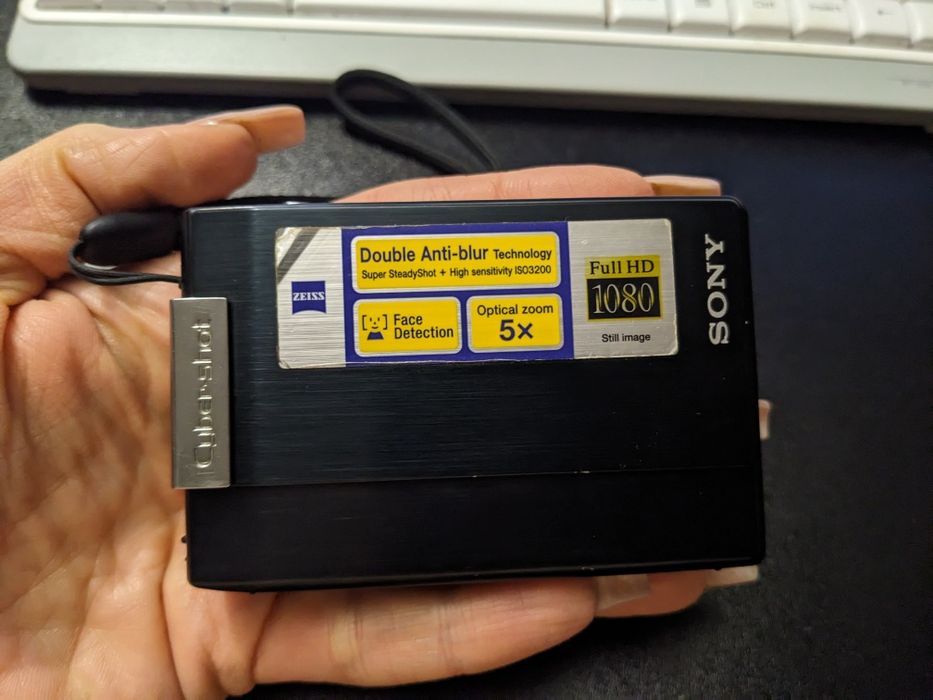 ZEISS
Double Anti-blur Technology
Super SteadyShot + High sensitivity ISO3200
Face
Detection
Optical zoom
5×
Full HD
1080
Still image
SONY
Cyber-shot